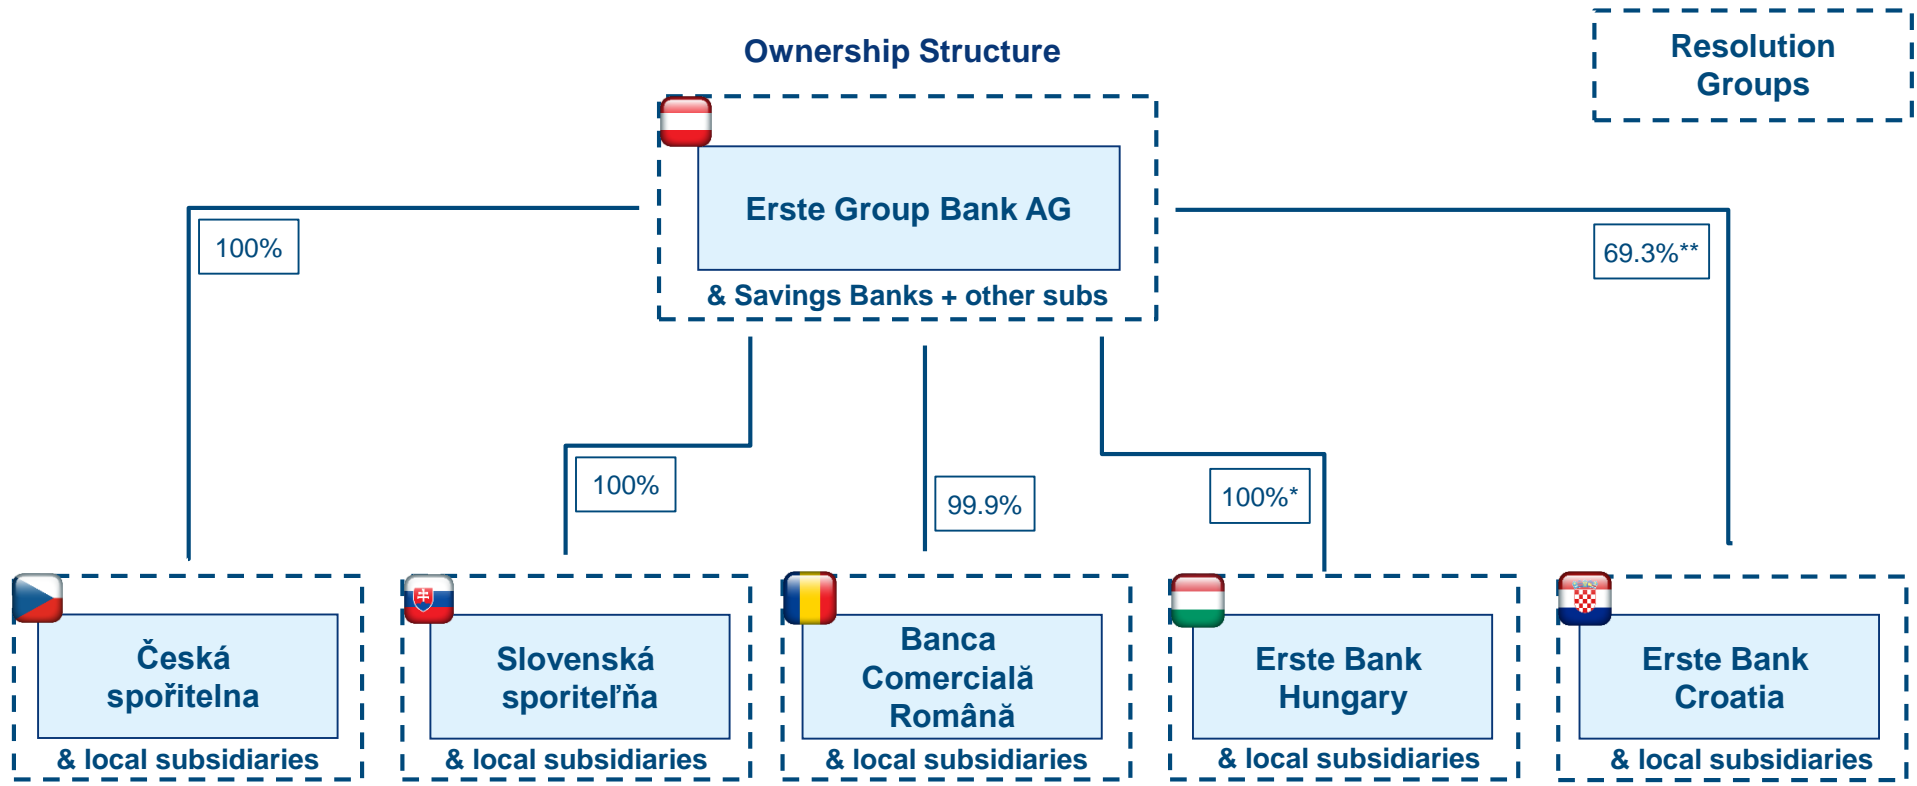 Ownership Structure
Resolution
Groups
Erste Group Bank AG
& Savings Banks + other subs
100%
69.3%**
100%
99.9%
100%*
Česká
spořitelna
& local subsidiaries
Slovenská
sporiteľňa
& local subsidiaries
Banca
Comercială
Română
& local subsidiaries
Erste Bank
Hungary
& local subsidiaries
Erste Bank
Croatia
& local subsidiaries